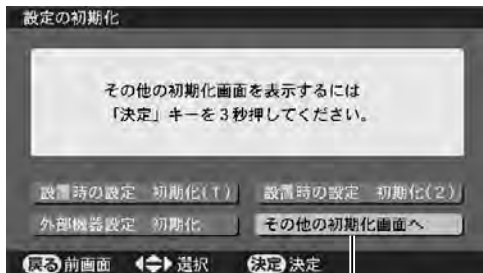 設定の初期化
その他の初期化画面を表示するには
「決定」キーを3秒押してください。
設置時の設定 初期化(1) 設置時の設定 初期化(2)
外部機器設定 初期化 その他の初期化画面へ
戻る 前画面 選択 決定 決定